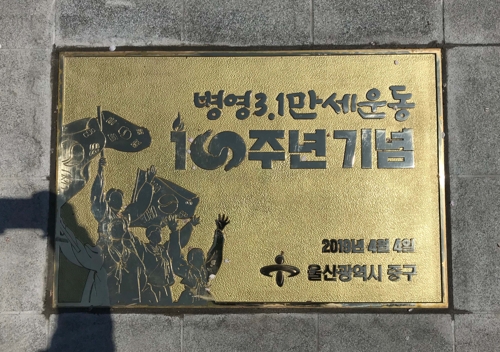 병영3.1만세운동
100주년 기념
2019년 4월 4일
울산광역시 중구